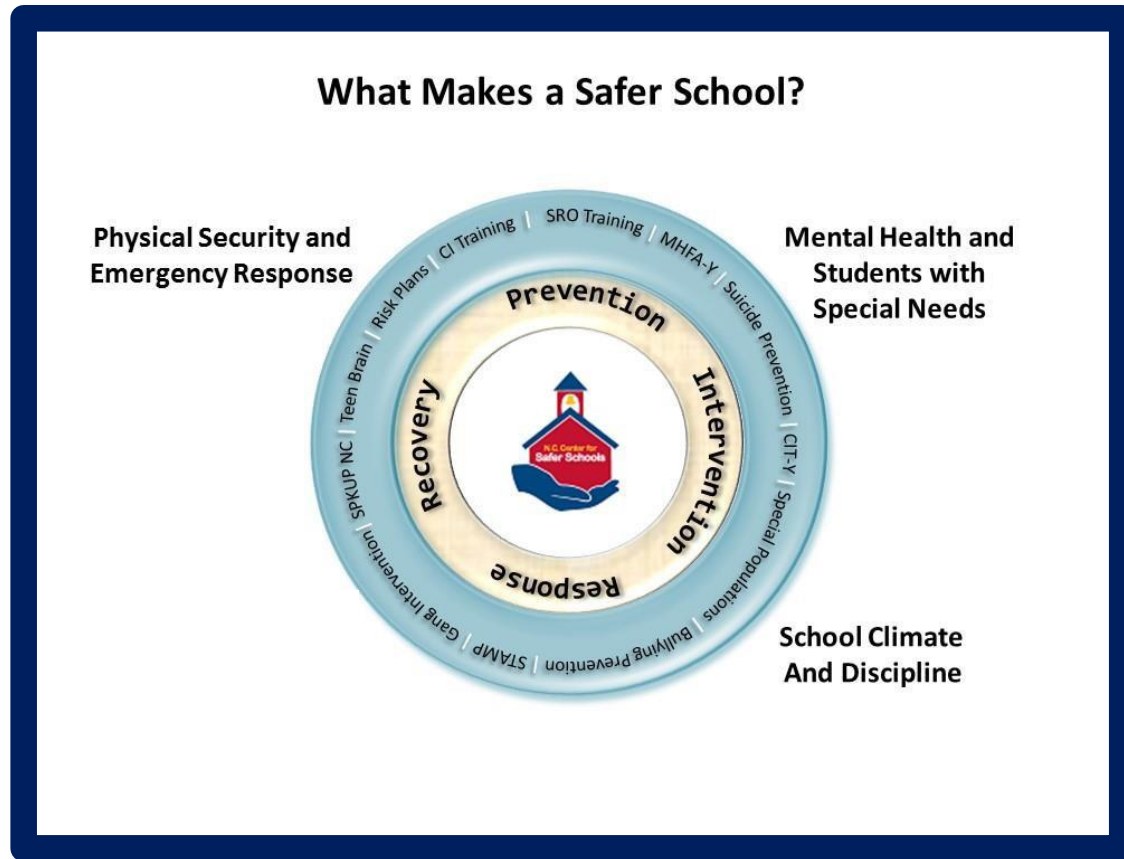 What Makes a Safer School?
Physical Security and
Emergency Response
Mental Health and
Students with
Special Needs
School Climate
And Discipline
SRO Training | MHFA-Y | Suicide Prevention | CIT-Y | Special Populations | Bullying Prevention | STAMP | Gang Intervention | SPKUP NC | Teen Brain | Risk Plans | CI Training |
Prevention
Intervention
Response
Recovery
N.C. Center for
Safer Schools